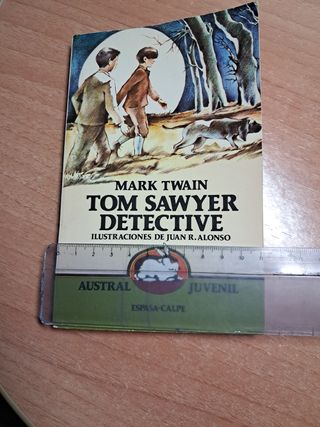 MARK TWAIN
TOM SAWYER
DETECTIVE
ILUSTRACIONES DE JUAN R. ALONSO
AUSTRAL JUVENIL
ESPASA-CALPE